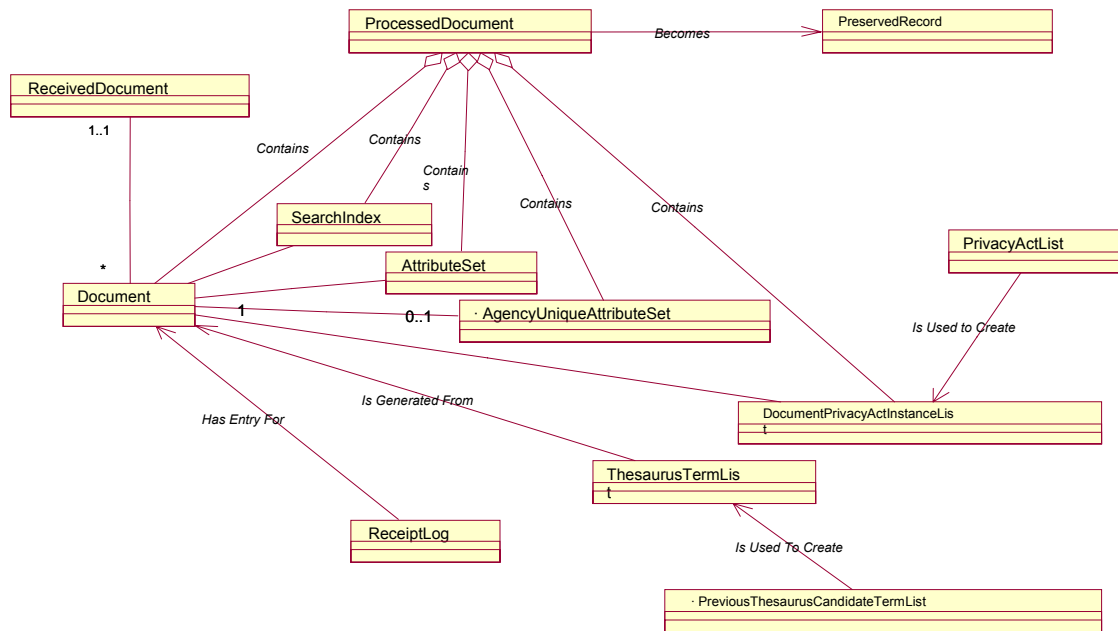 ProcessedDocument
PreservedRecord
Becomes
ReceivedDocument
1..1
Contains
Contains
Contain
s
Contains
Contains
SearchIndex
PrivacyActList
AttributeSet
*
Document
1
0..1
· AgencyUniqueAttributeSet
Is Used to Create
Is Generated From
Has Entry For
DocumentPrivacyActInstanceLis
t
ThesaurusTermLis
t
ReceiptLog
Is Used To Create
· PreviousThesaurusCandidateTermList